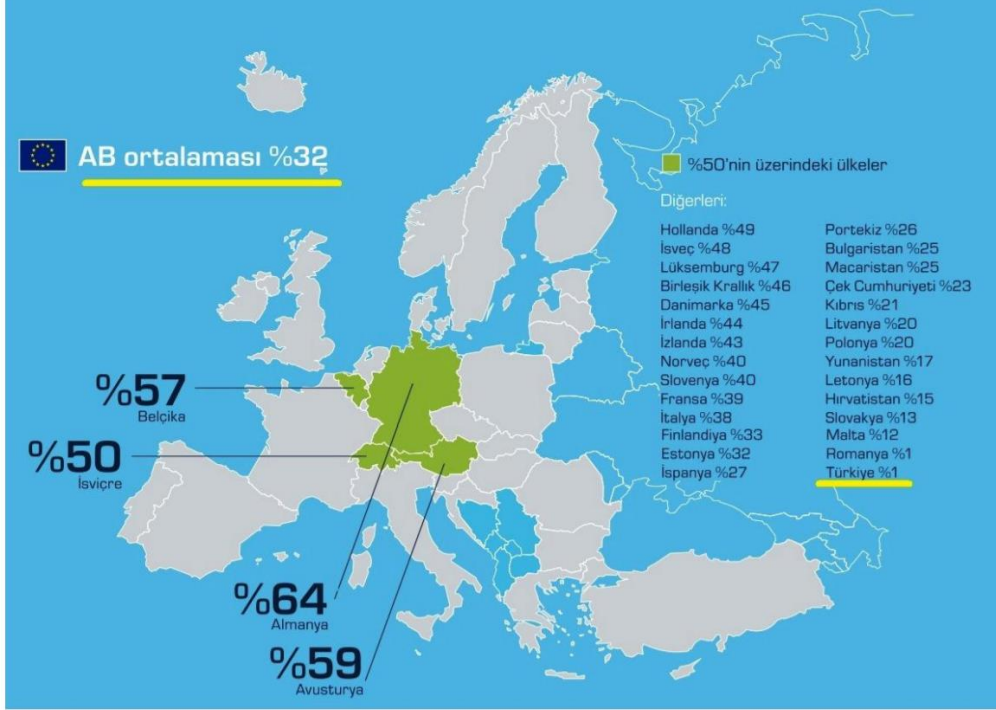 AB ortalaması %32
%50'nin üzerindeki ülkeler
Diğerleri:
Hollanda %49
İsveç %48
Lüksemburg %47
Birleşik Krallık %46
Danimarka %45
İrlanda %44
İzlanda %43
Norveç %40
Slovenya %40
Fransa %39
İtalya %38
Finlandiya %33
Estonya %32
İspanya %27
Portekiz %26
Bulgaristan %25
Macaristan %25
Çek Cumhuriyeti %23
Kıbrıs %21
Litvanya %20
Polonya %20
Yunanistan %17
Letonya %16
Hırvatistan %15
Slovakya %13
Malta %12
Romanya %1
Türkiye %1
%57
Belçika
%50
İsviçre
%64
Almanya
%59
Avusturya